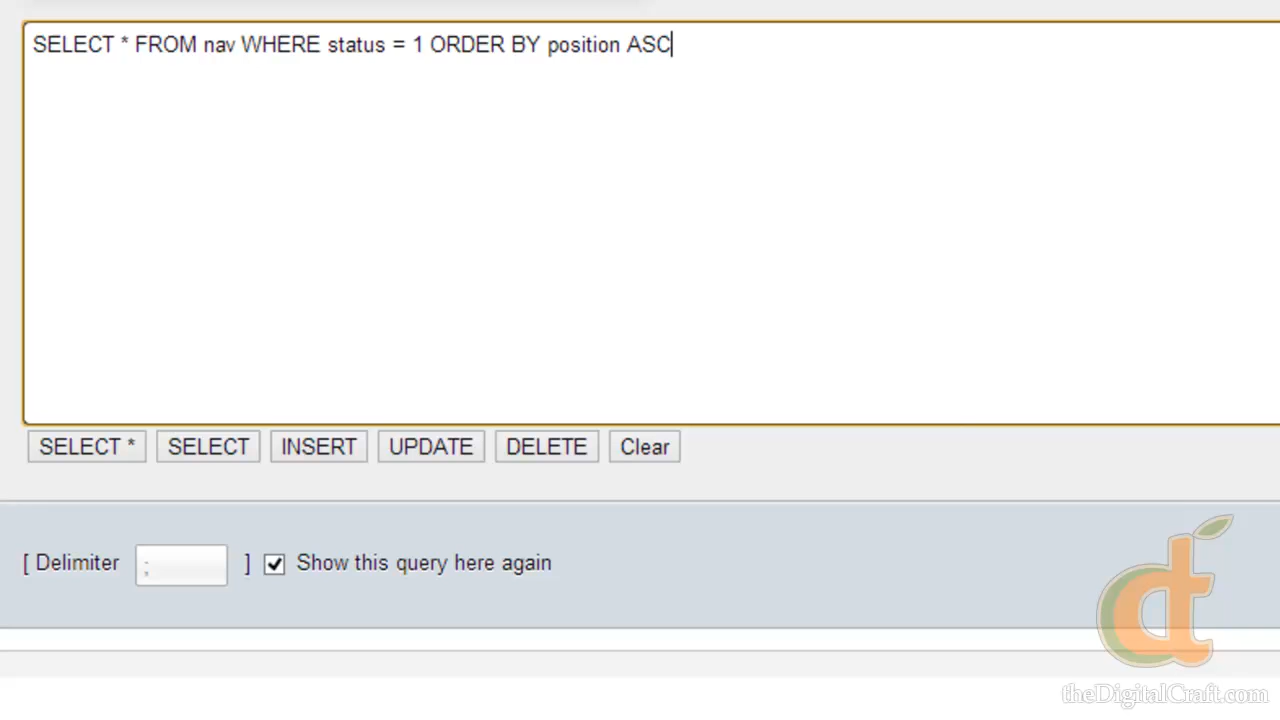 SELECT * FROM nav WHERE status = 1 ORDER BY position ASC
SELECT * SELECT INSERT UPDATE DELETE Clear
[ Delimiter ; ] Show this query here again
theDigitalCraft.com